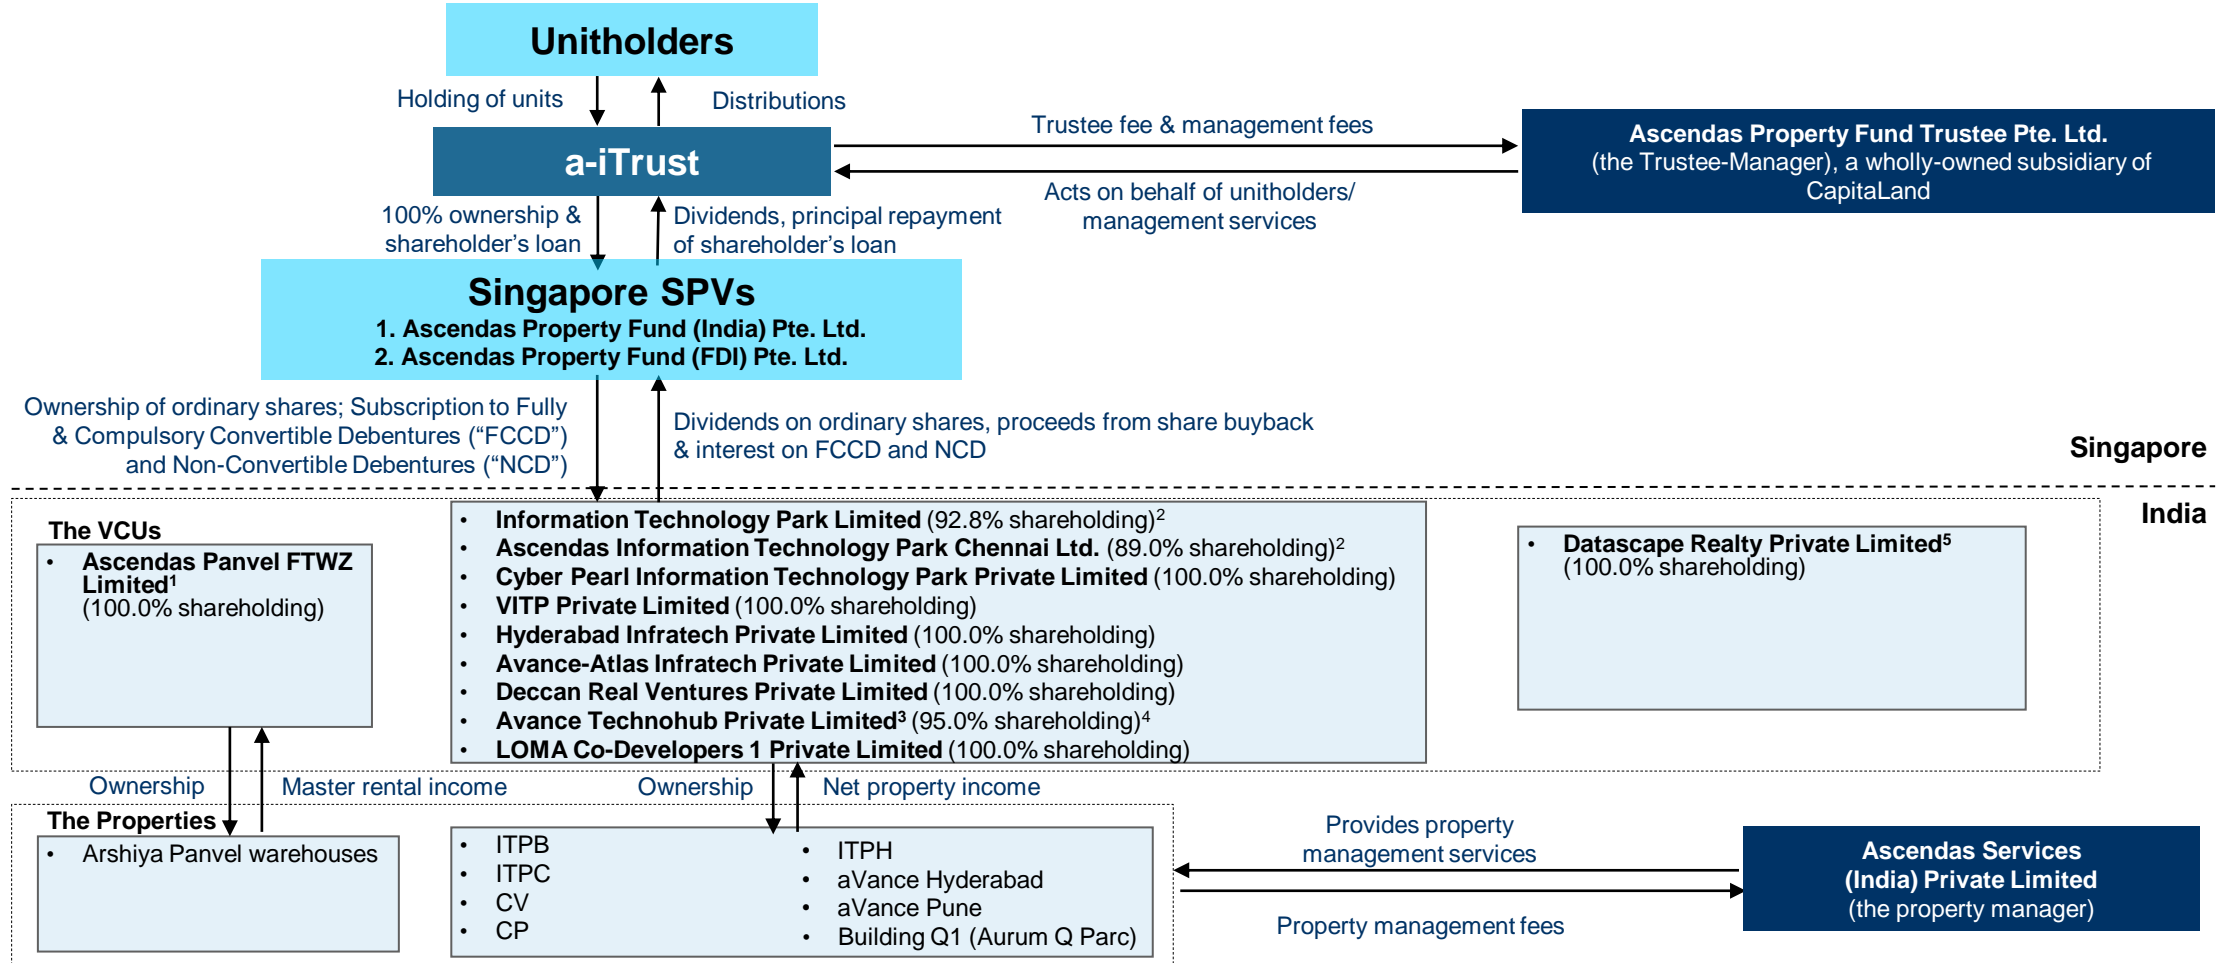 Unitholders
Holding of units
Distributions
a-iTrust
Trustee fee & management fees
Acts on behalf of unitholders/
management services
Ascendas Property Fund Trustee Pte. Ltd.
(the Trustee-Manager), a wholly-owned subsidiary of
CapitaLand
100% ownership &
shareholder’s loan
Dividends, principal repayment
of shareholder’s loan
Singapore SPVs
1. Ascendas Property Fund (India) Pte. Ltd.
2. Ascendas Property Fund (FDI) Pte. Ltd.
Ownership of ordinary shares; Subscription to Fully
& Compulsory Convertible Debentures (“FCCD”)
and Non-Convertible Debentures (“NCD”)
Dividends on ordinary shares, proceeds from share buyback
& interest on FCCD and NCD
Singapore
India
The VCUs
• Ascendas Panvel FTWZ
Limited¹
(100.0% shareholding)
• Information Technology Park Limited (92.8% shareholding)²
• Ascendas Information Technology Park Chennai Ltd. (89.0% shareholding)²
• Cyber Pearl Information Technology Park Private Limited (100.0% shareholding)
• VITP Private Limited (100.0% shareholding)
• Hyderabad Infratech Private Limited (100.0% shareholding)
• Avance-Atlas Infratech Private Limited (100.0% shareholding)
• Deccan Real Ventures Private Limited (100.0% shareholding)
• Avance Technohub Private Limited³ (95.0% shareholding)⁴
• LOMA Co-Developers 1 Private Limited (100.0% shareholding)
• Datascape Realty Private Limited⁵
(100.0% shareholding)
Ownership
Master rental income
Ownership
Net property income
The Properties
• Arshiya Panvel warehouses
• ITPB
• ITPC
• CV
• CP
• ITPH
• aVance Hyderabad
• aVance Pune
• Building Q1 (Aurum Q Parc)
Provides property
management services
Property management fees
Ascendas Services
(India) Private Limited
(the property manager)